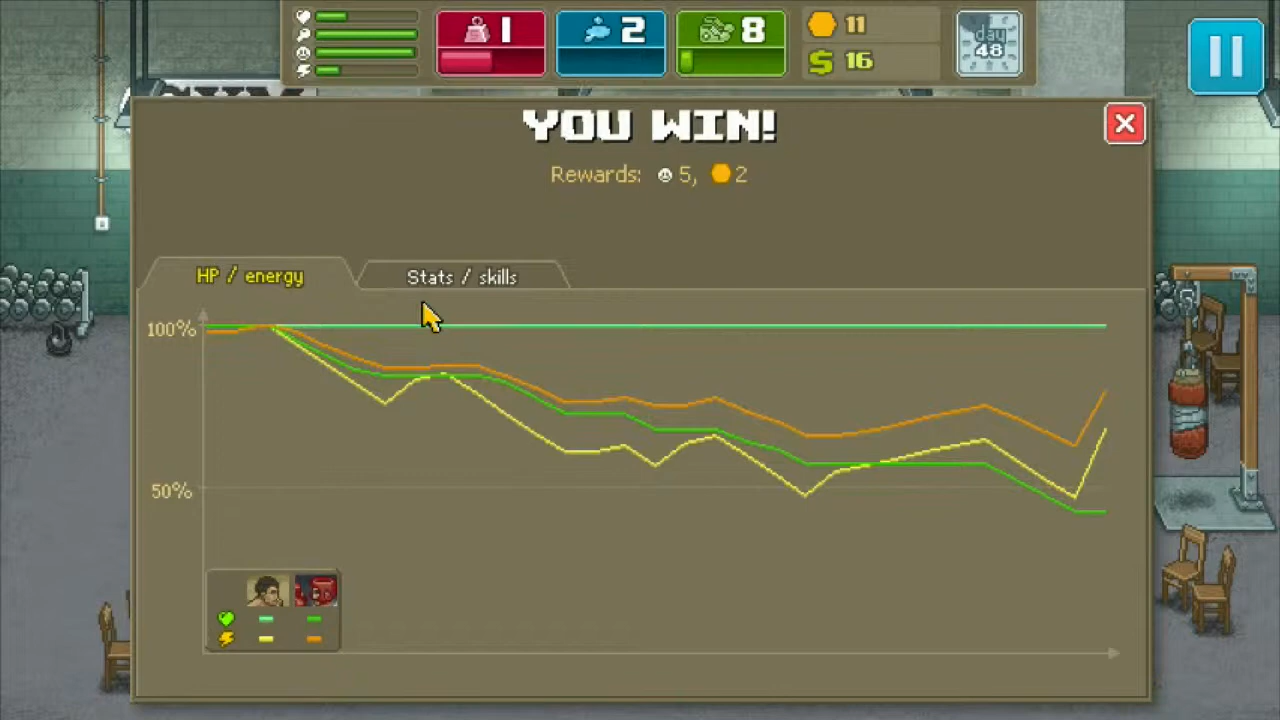 1
2
8
11
16
day
48
YOU WIN!
Rewards: 5, 2
HP / energy
Stats / skills
100%
50%